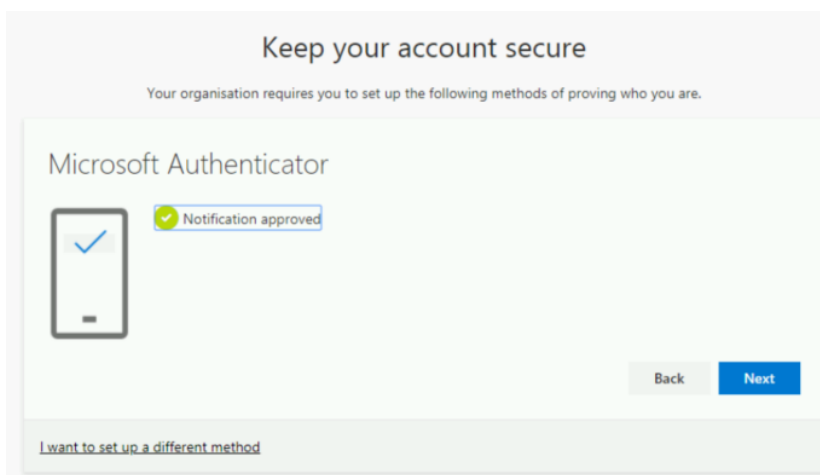 Keep your account secure
Your organisation requires you to set up the following methods of proving who you are.
Microsoft Authenticator
Notification approved
Back
Next
I want to set up a different method